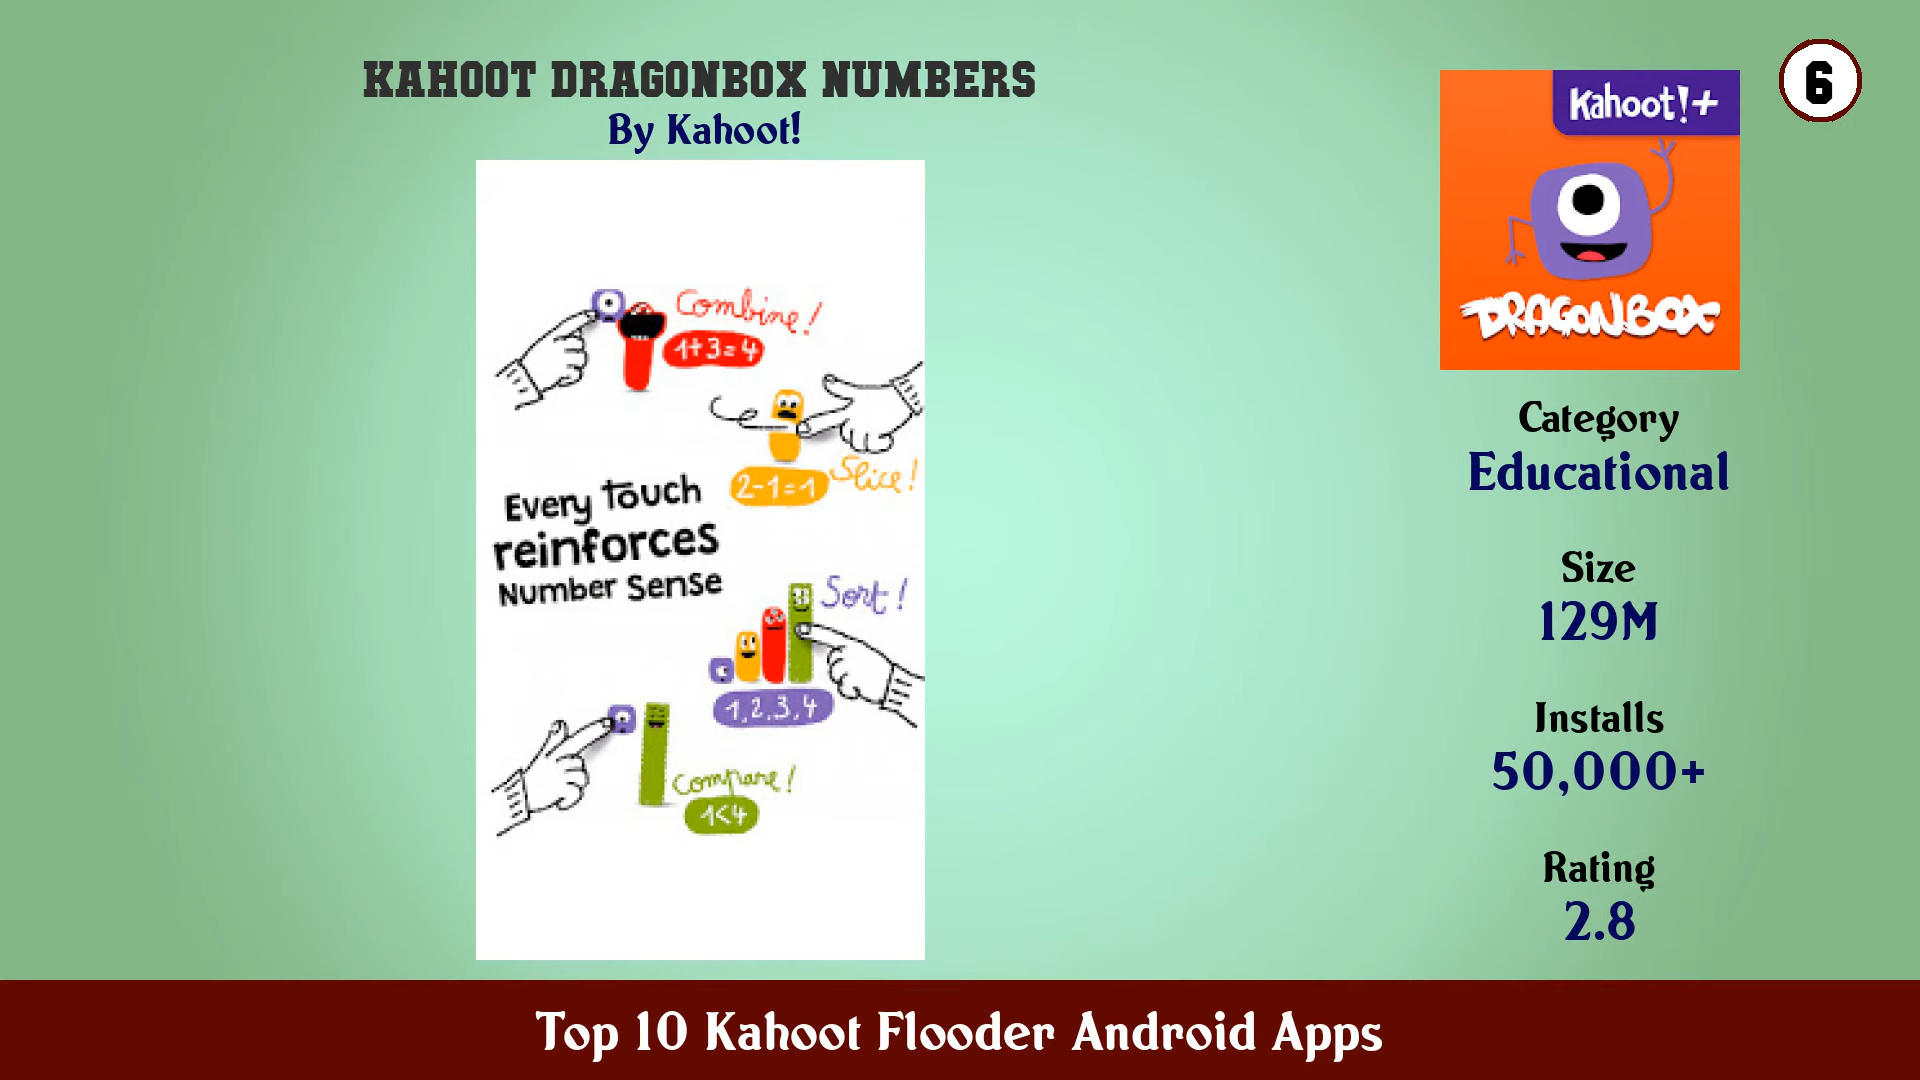 KAHOOT DRAGONBOX NUMBERS
By Kahoot!
6
Kahoot!+
DRAGONBOX
Combine!
1+3=4
2-1=1
Slice!
Every Touch
reinforces
Number Sense
Sort!
1,2,3,4
Compare!
1<4
Category
Educational
Size
129M
Installs
50,000+
Rating
2.8
Top 10 Kahoot Flooder Android Apps